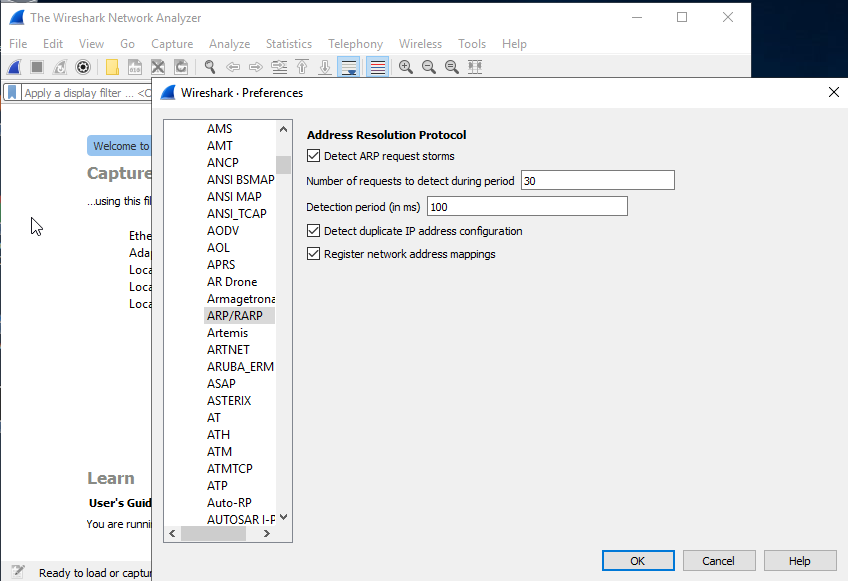 The Wireshark Network Analyzer
File Edit View Go Capture Analyze Statistics Telephony Wireless Tools Help
Apply a display filter ... <C
Wireshark · Preferences
Welcome to
Capture
...using this fil
Ethe
Adap
Loca
Loca
Loca
Learn
User's Guid
You are runni
Ready to load or captur
AMS
AMT
ANCP
ANSI BSMAP
ANSI MAP
ANSI_TCAP
AODV
AOL
APRS
AR Drone
Armagetrona
ARP/RARP
Artemis
ARTNET
ARUBA_ERM
ASAP
ASTERIX
AT
ATH
ATM
ATMTCP
ATP
Auto-RP
AUTOSAR I-P
Address Resolution Protocol
Detect ARP request storms
Number of requests to detect during period 30
Detection period (in ms) 100
Detect duplicate IP address configuration
Register network address mappings
OK Cancel Help